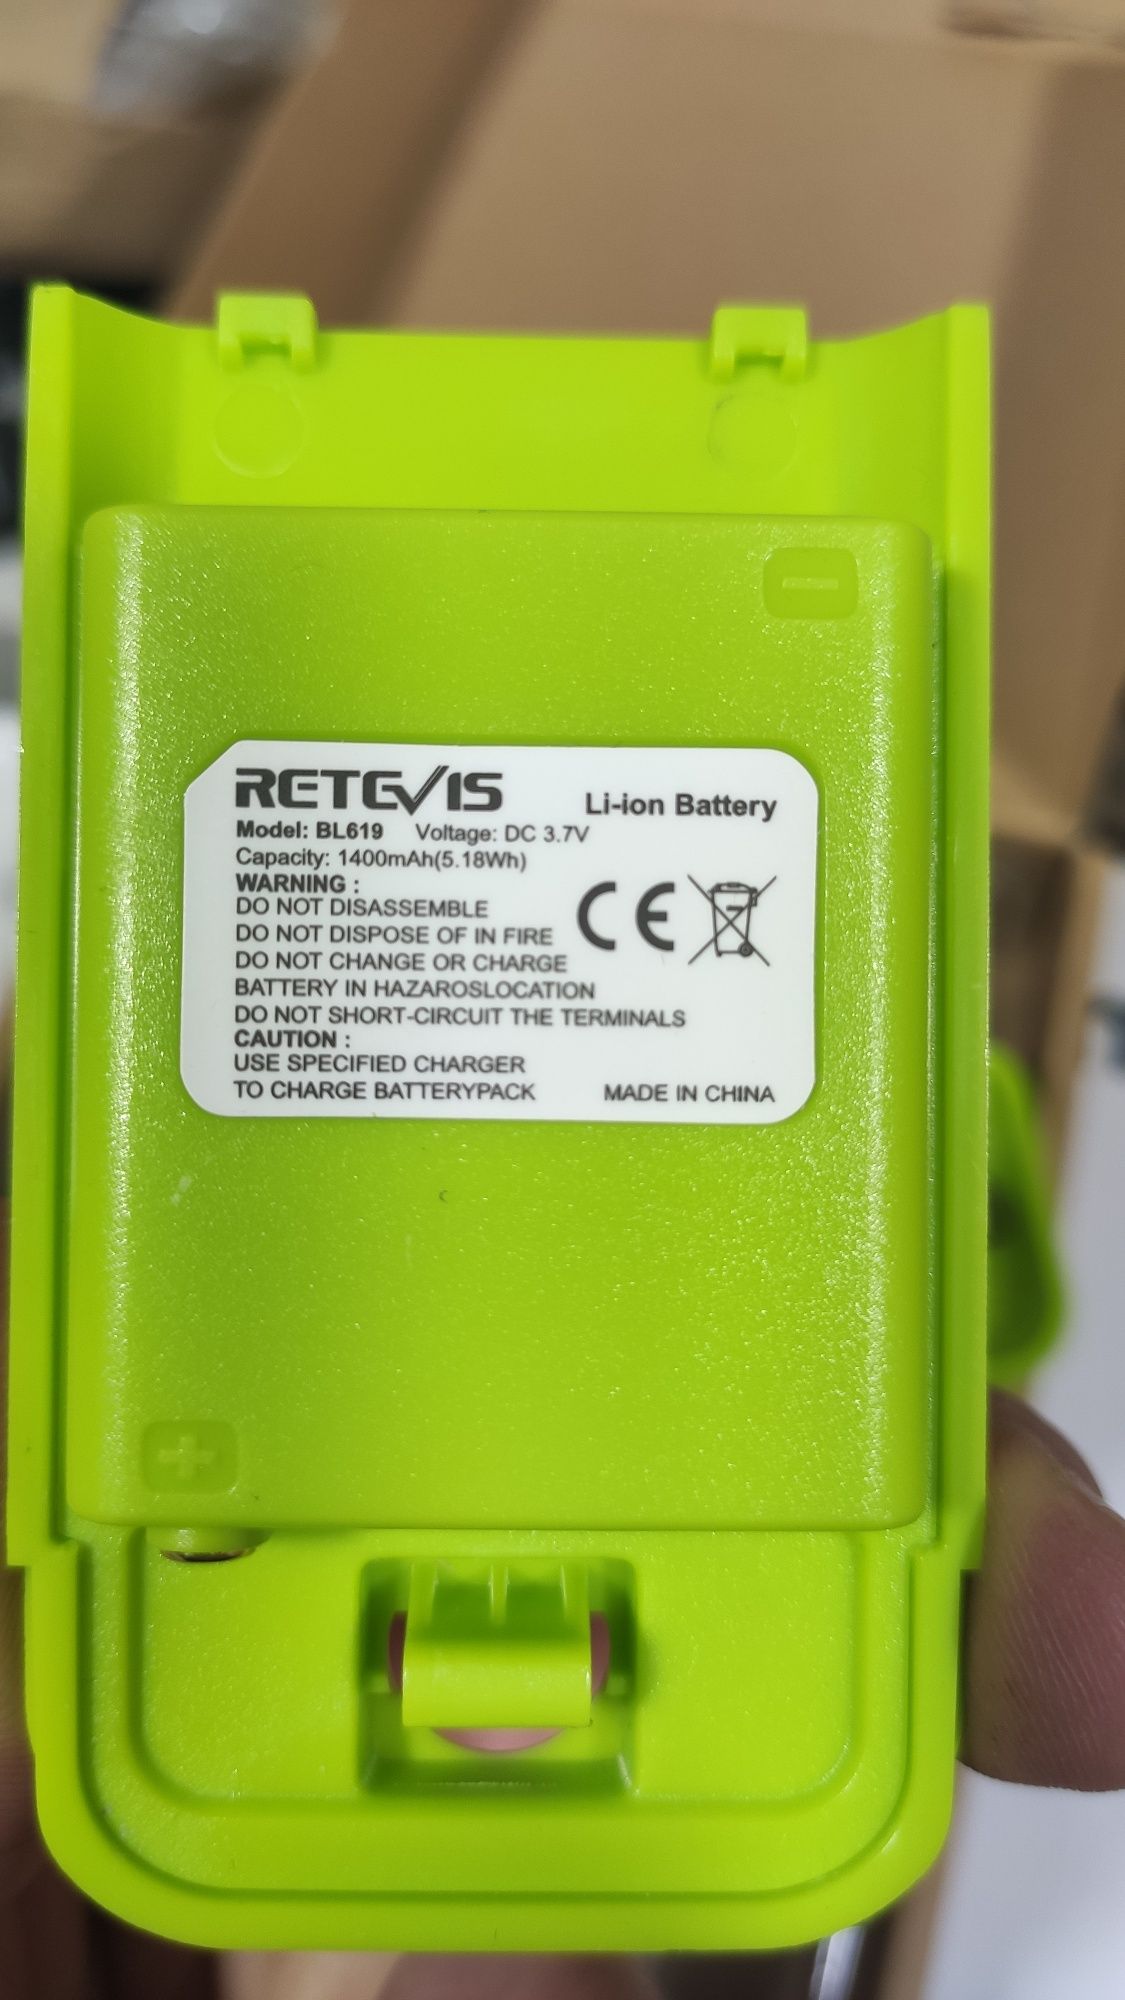 RETEVIS Li-ion Battery
Model: BL619 Voltage: DC 3.7V
Capacity: 1400mAh(5.18Wh)
WARNING :
DO NOT DISASSEMBLE
DO NOT DISPOSE OF IN FIRE
DO NOT CHANGE OR CHARGE
BATTERY IN HAZAROSLOCATION
DO NOT SHORT-CIRCUIT THE TERMINALS
CAUTION :
USE SPECIFIED CHARGER
TO CHARGE BATTERYPACK MADE IN CHINA
CE